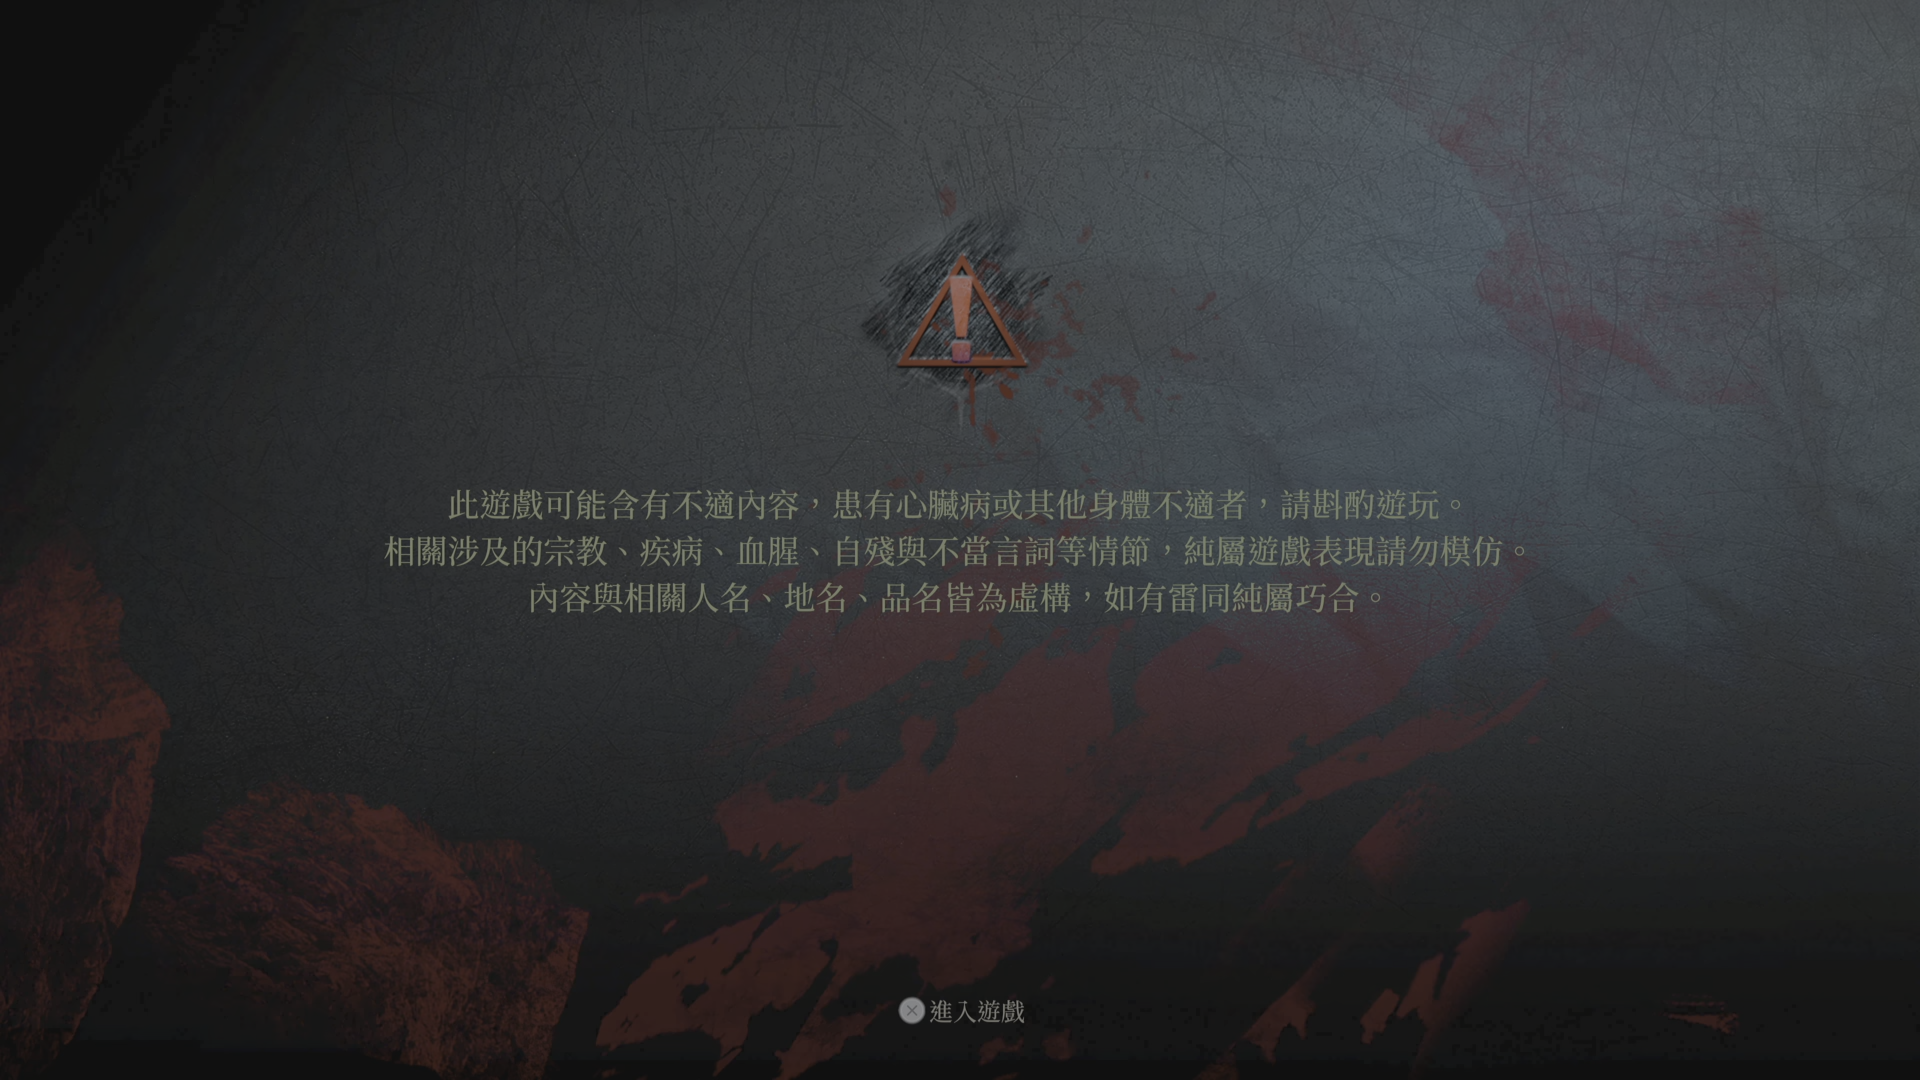 此遊戲可能含有不適內容，患有心臟病或其他身體不適者，請斟酌遊玩。
相關涉及的宗教、疾病、血腥、自殘與不當言詞等情節，純屬遊戲表現請勿模仿。
內容與相關人名、地名、品名皆為虛構，如有雷同純屬巧合。
進入遊戲